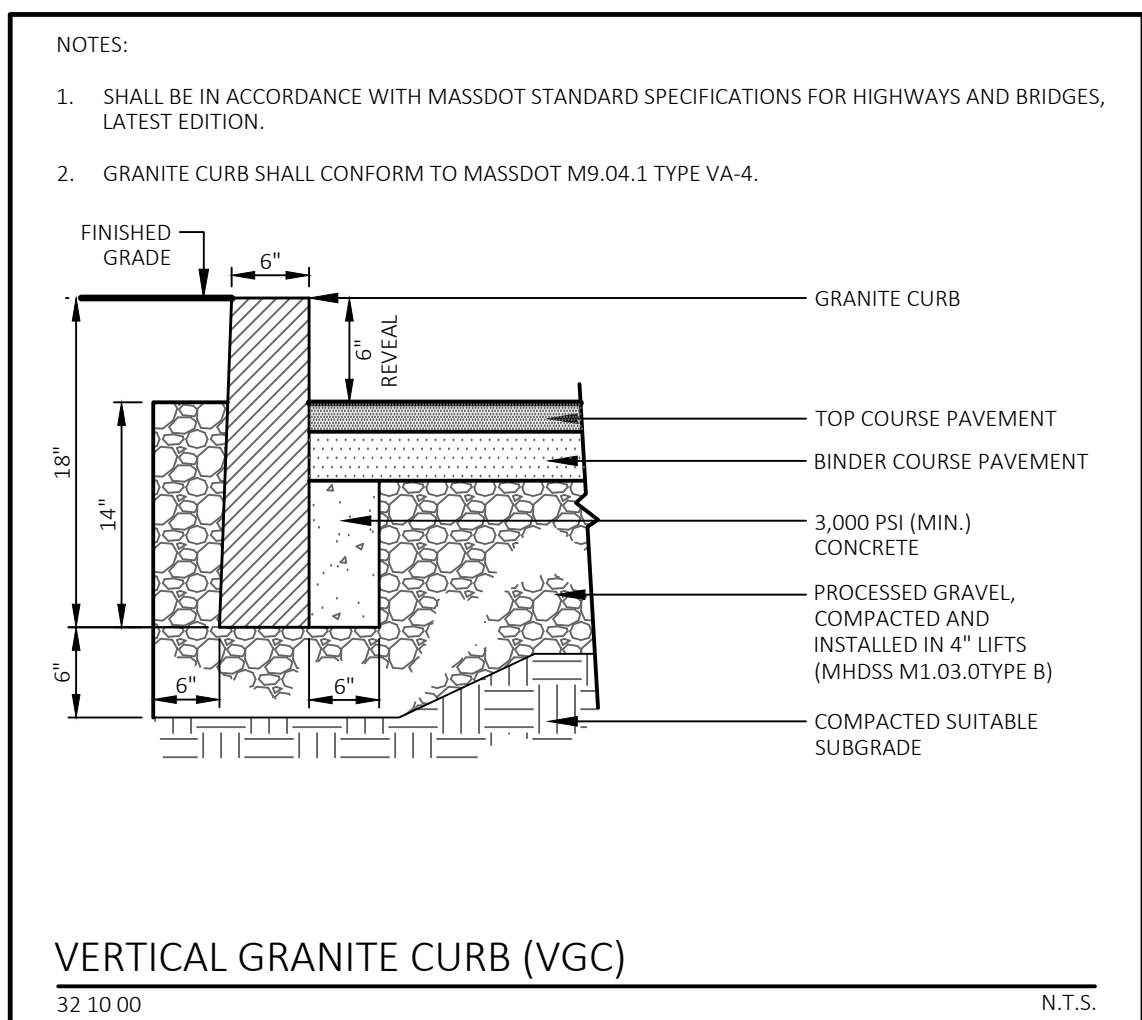 NOTES:
1. SHALL BE IN ACCORDANCE WITH MASSDOT STANDARD SPECIFICATIONS FOR HIGHWAYS AND BRIDGES,
LATEST EDITION.
2. GRANITE CURB SHALL CONFORM TO MASSDOT M9.04.1 TYPE VA-4.
FINISHED
GRADE
6"
GRANITE CURB
6"
REVEAL
18"
14"
TOP COURSE PAVEMENT
BINDER COURSE PAVEMENT
3,000 PSI (MIN.)
CONCRETE
PROCESSED GRAVEL,
COMPACTED AND
INSTALLED IN 4" LIFTS
(MHDSS M1.03.0TYPE B)
6"
6"
6"
COMPACTED SUITABLE
SUBGRADE
VERTICAL GRANITE CURB (VGC)
32 10 00
N.T.S.